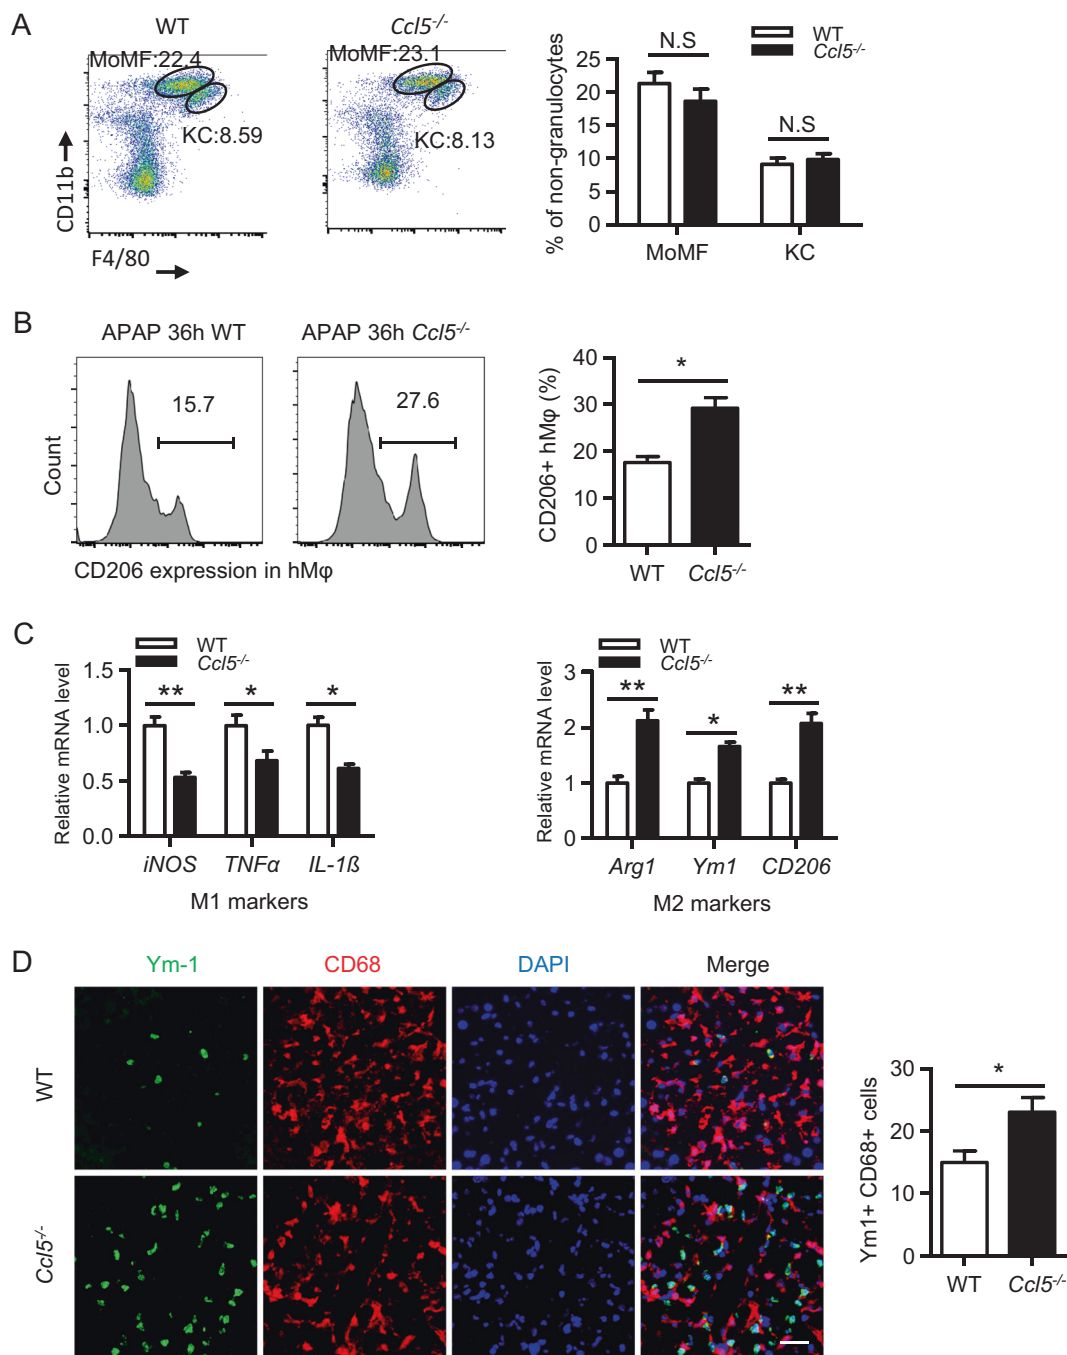 A
WT
Ccl5-/-
MoMF:22.4
KC:8.59
MoMF:23.1
KC:8.13
CD11b
F4/80
WT
Ccl5-/-
N.S
N.S
% of non-granulocytes
25
20
15
10
5
0
MoMF
KC
B
APAP 36h WT
APAP 36h Ccl5-/-
15.7
27.6
Count
CD206 expression in hMφ
CD206+ hMφ (%)
40
30
20
10
0
*
WT
Ccl5-/-
C
WT
Ccl5-/-
Relative mRNA level
1.5
1.0
0.5
0.0
**
*
*
iNOS
TNFα
IL-1ß
M1 markers
WT
Ccl5-/-
Relative mRNA level
3
2
1
0
**
*
**
Arg1
Ym1
CD206
M2 markers
D
Ym-1
CD68
DAPI
Merge
WT
Ccl5-/-
Ym1+ CD68+ cells
30
20
10
0
*
WT
Ccl5-/-